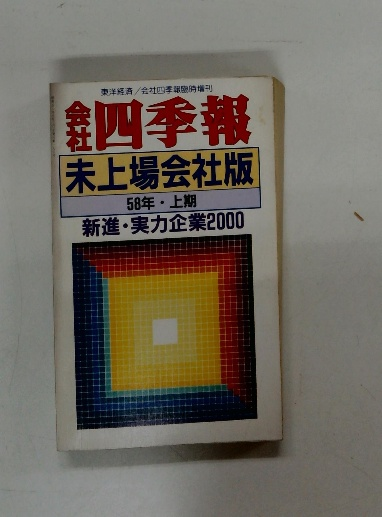 東洋経済/会社四季報臨時増刊
会社四季報
未上場会社版
58年・上期
新進・実力企業2000